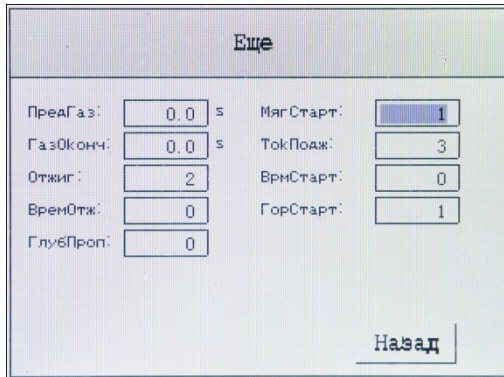 Еще
ПредГаз: 0.0 s
ГазОконч: 0.0 s
Отжиг: 2
ВремОтж: 0
ГлубПроп: 0
МягСтарт: 1
ТокПодж: 3
ВрмСтарт: 0
ГорСтарт: 1
Назад